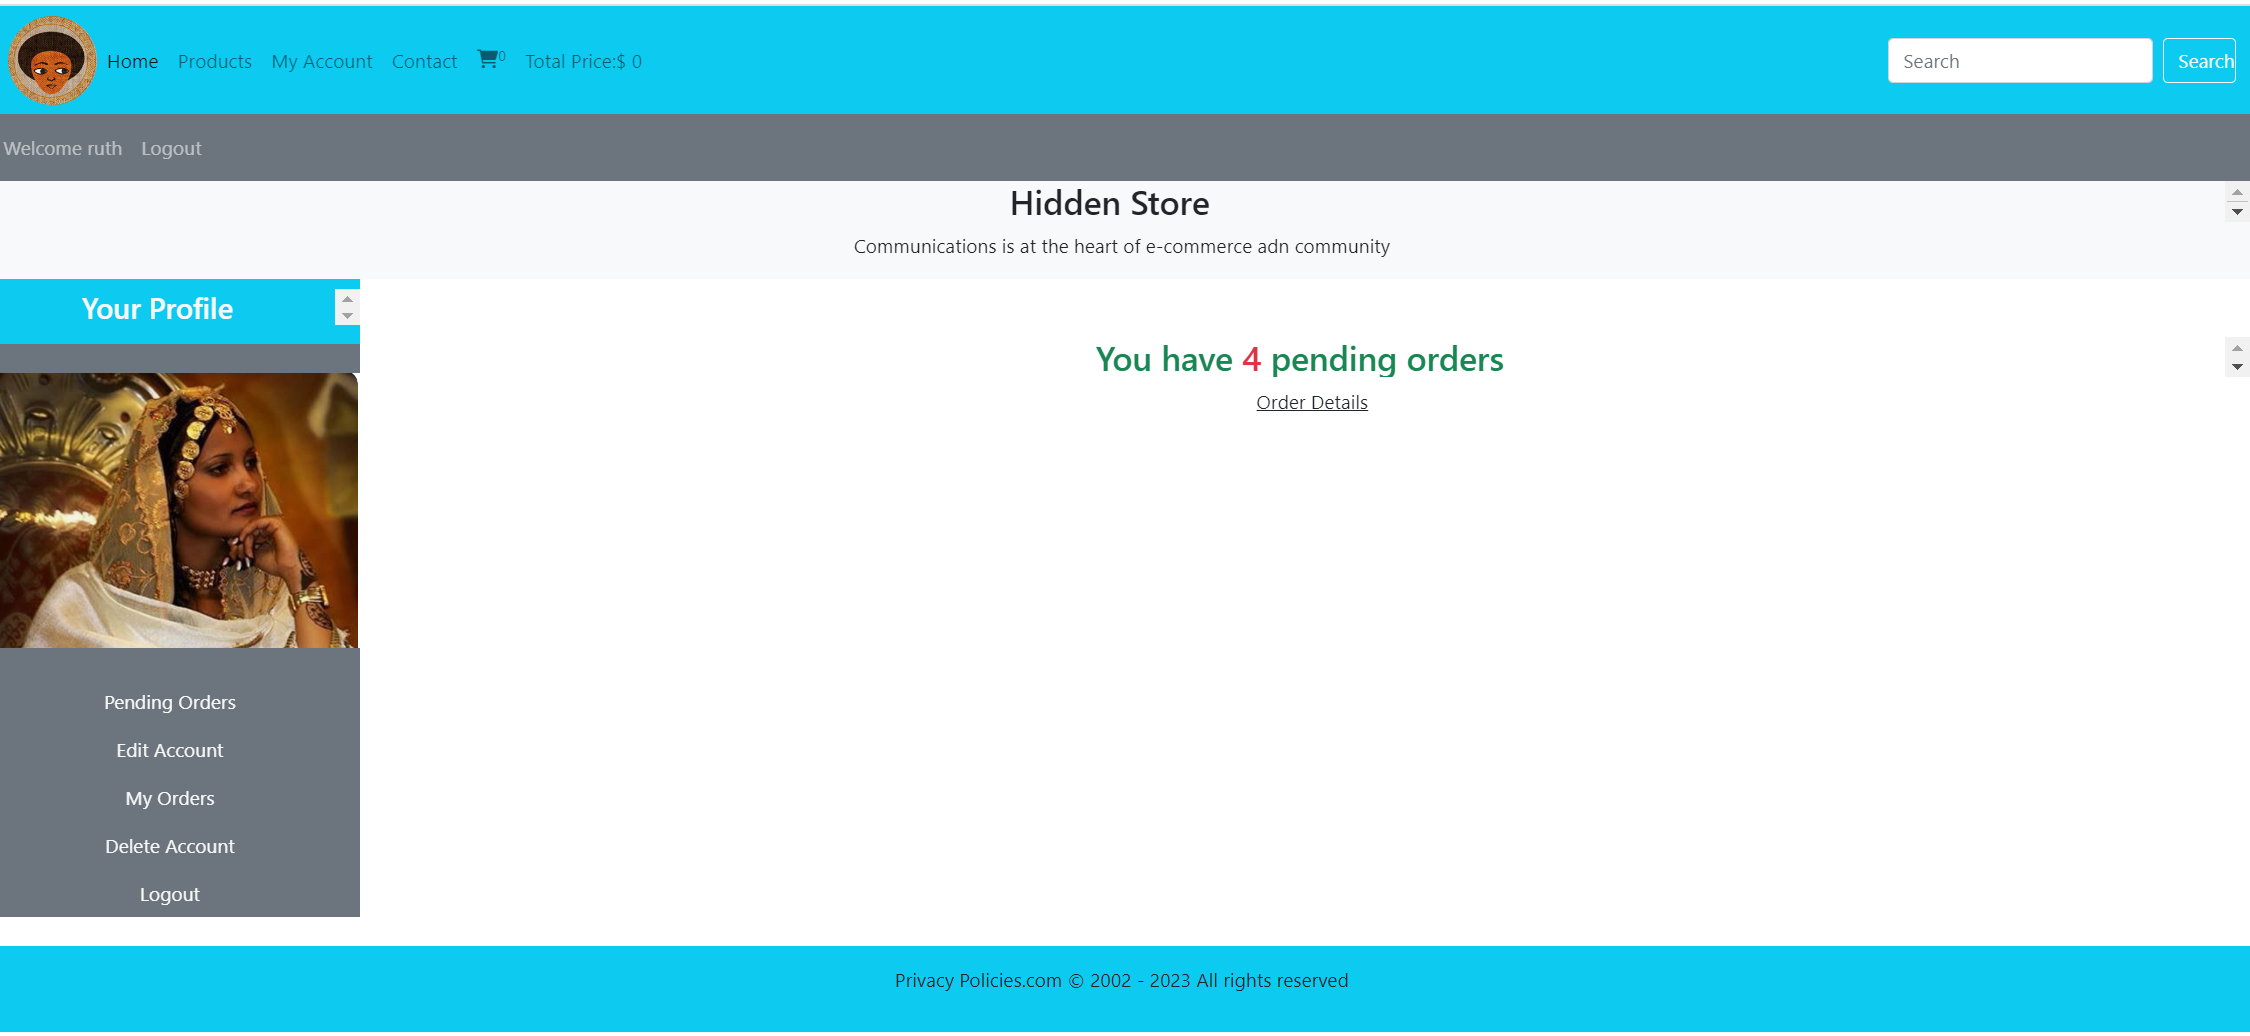 Home Products My Account Contact 0 Total Price:$ 0 Search Search
Welcome ruth Logout
Hidden Store
Communications is at the heart of e-commerce adn community
Your Profile
You have 4 pending orders
Order Details
Pending Orders
Edit Account
My Orders
Delete Account
Logout
Privacy Policies.com © 2002 - 2023 All rights reserved